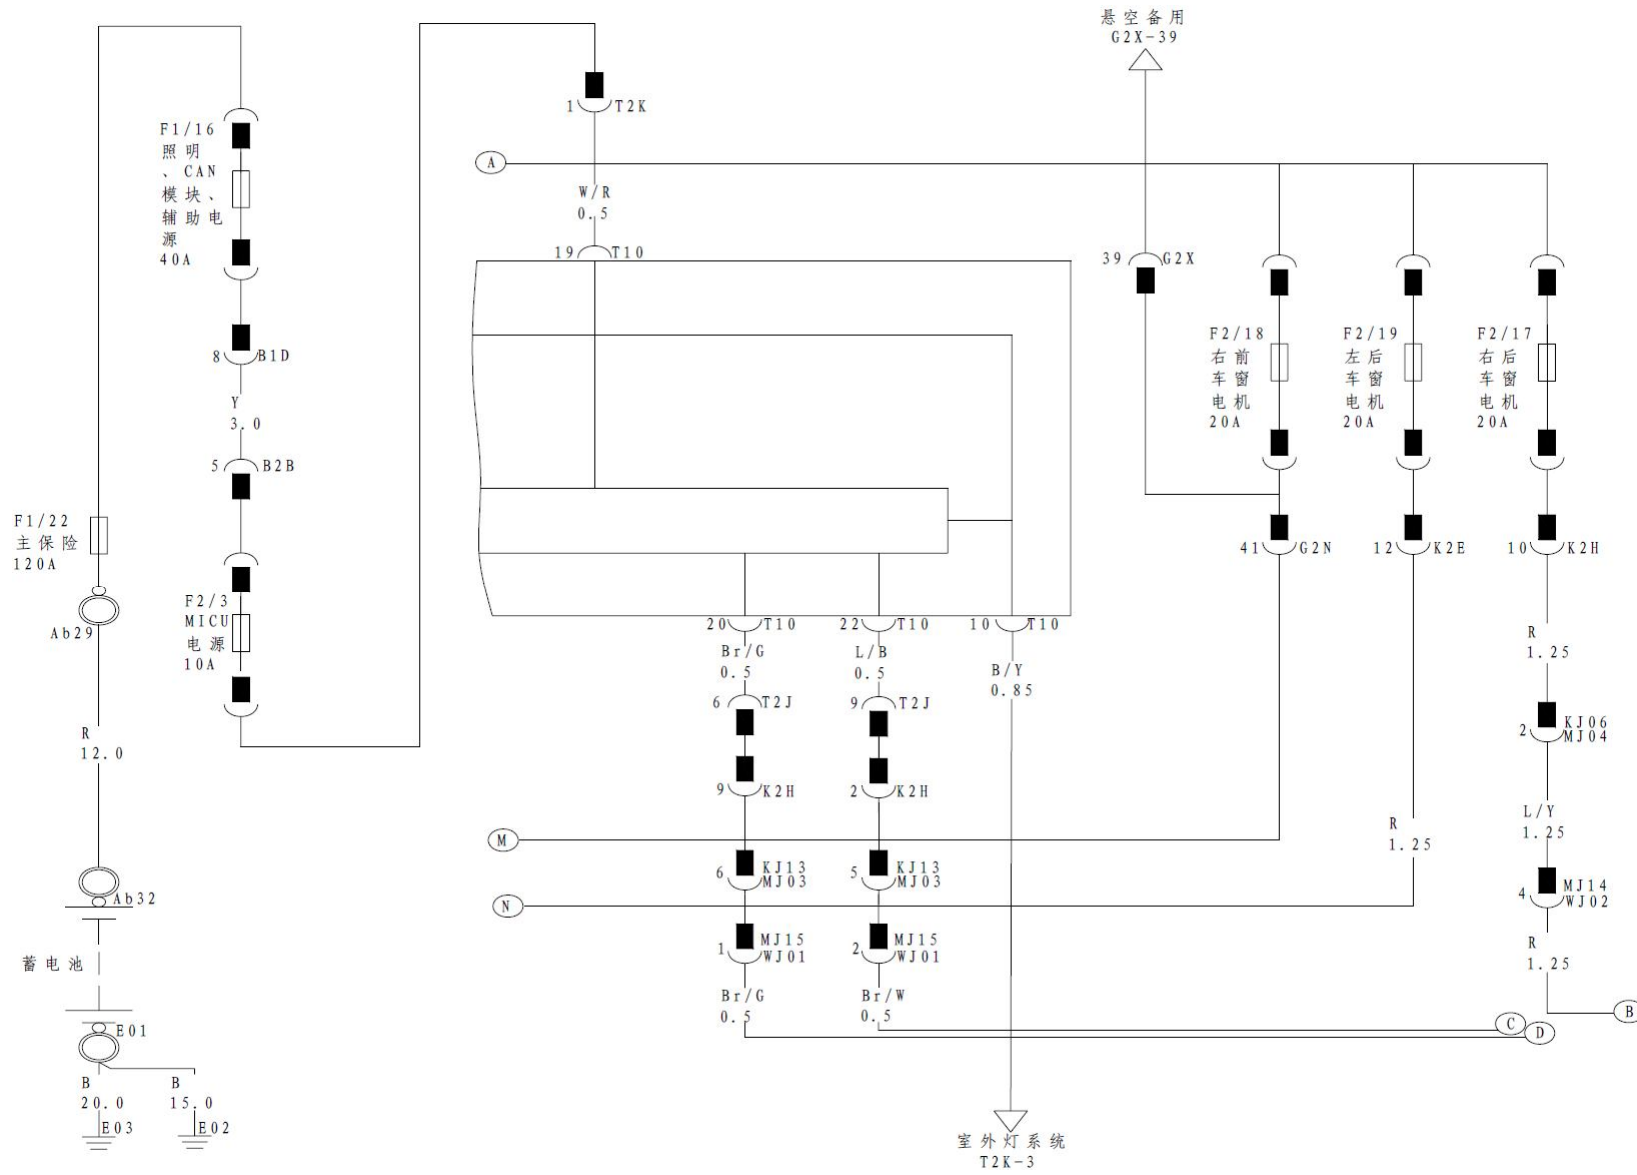 悬空备用
G2X-39
1 T2K
F1/16
照明
、CAN
模块、
辅助电
源
40A
A
W/R
0.5
19 T10
39 G2X
F2/18
右前
车窗
电机
20A
F2/19
左后
车窗
电机
20A
F2/17
右后
车窗
电机
20A
8 B1D
Y
3.0
5 B2B
F1/22
主保险
120A
41 G2N
12 K2E
10 K2H
F2/3
MICU
电源
10A
Ab29
20 T10
22 T10
10 T10
Br/G
0.5
L/B
0.5
B/Y
0.85
R
1.25
6 T2J
9 T2J
2 KJ06
MJ04
R
12.0
9 K2H
2 K2H
L/Y
1.25
R
1.25
M
6 KJ13
MJ03
5 KJ13
MJ03
4 MJ14
WJ02
Ab32
N
1 MJ15
WJ01
2 MJ15
WJ01
R
1.25
蓄电池
Br/G
0.5
Br/W
0.5
B
C
D
E01
B
20.0
B
15.0
E03
E02
室外灯系统
T2K-3